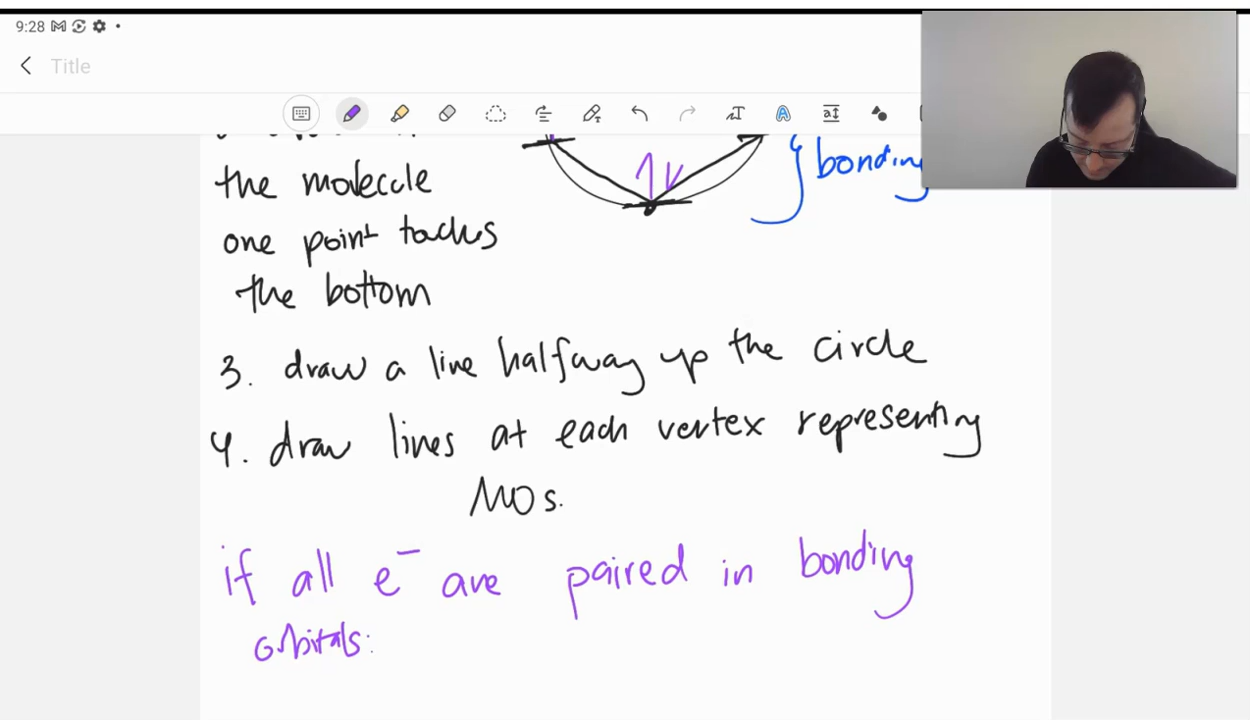 9:28
Title
the molecule
bonding
one point touches
the bottom
3. draw a line halfway up the circle
4. draw lines at each vertex representing
MOs.
if all e⁻ are paired in bonding
orbitals: